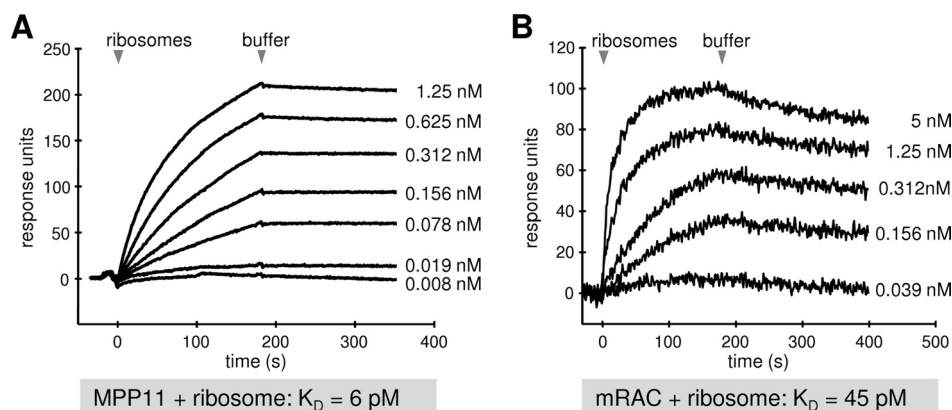 A
ribosomes
buffer
250
200
150
100
50
0
response units
1.25 nM
0.625 nM
0.312 nM
0.156 nM
0.078 nM
0.019 nM
0.008 nM
0 100 200 300 400
time (s)
MPP11 + ribosome: K_D = 6 pM
B
ribosomes
buffer
120
100
80
60
40
20
0
response units
5 nM
1.25 nM
0.312nM
0.156 nM
0.039 nM
0 100 200 300 400 500
time (s)
mRAC + ribosome: K_D = 45 pM